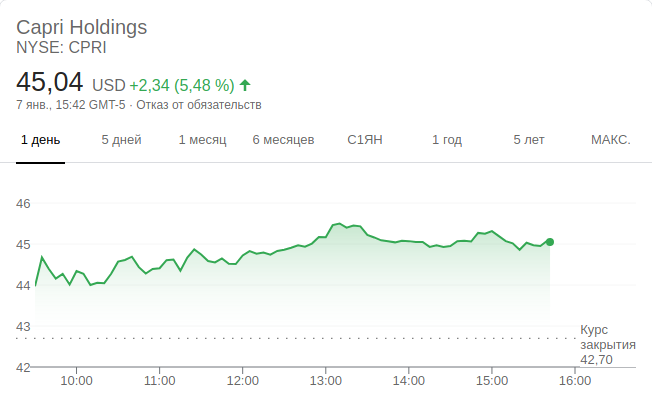 Capri Holdings
NYSE: CPRI
45,04 USD +2,34 (5,48 %)
7 янв., 15:42 GMT-5 · Отказ от обязательств
1 день 5 дней 1 месяц 6 месяцев С1ЯН 1 год 5 лет МАКС.
46
45
44
43
Курс
закрытия
42,70
42
10:00 11:00 12:00 13:00 14:00 15:00 16:00